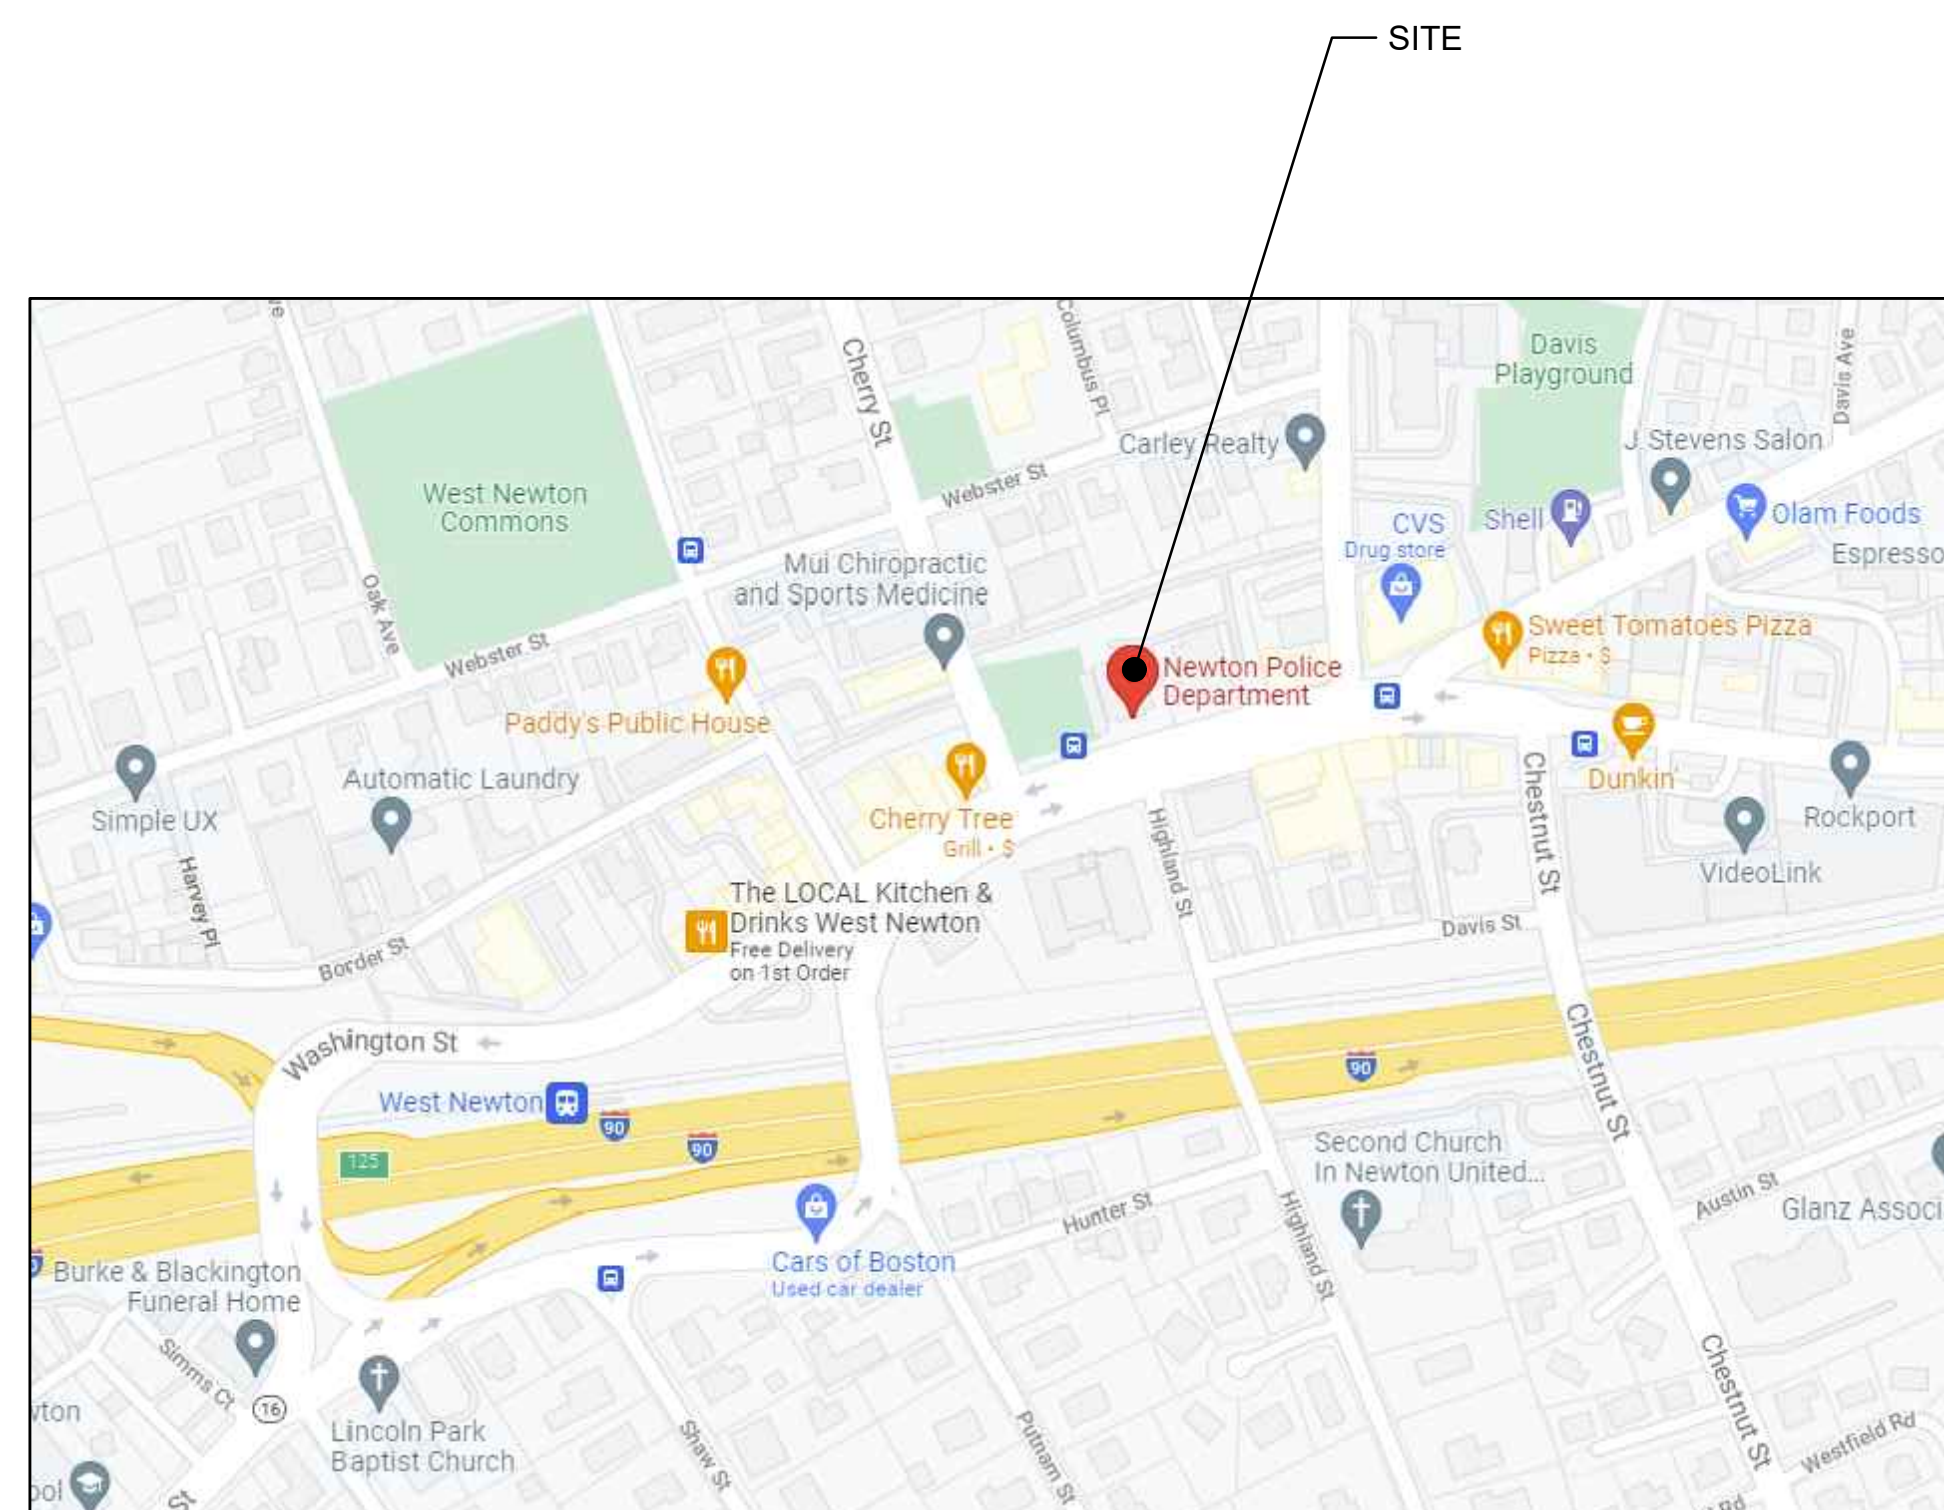 SITE
Cherry St
Columbus Pl
Davis
Playground
Davis Ave
Carley Realty
J. Stevens Salon
West Newton
Commons
Webster St
CVS
Drug store
Shell
Olam Foods
Espresso
Mui Chiropractic
and Sports Medicine
Oak Ave
Webster St
Sweet Tomatoes Pizza
Pizza • $
Newton Police
Department
Paddy's Public House
Automatic Laundry
Simple UX
Cherry Tree
Grill • $
Chestnut St
Dunkin'
Rockport
Highland St
VideoLink
Harvey Pl
The LOCAL Kitchen &
Drinks West Newton
Free Delivery
on 1st Order
Davis St
Border St
Washington St
Chestnut St
West Newton
90
90
90
125
Second Church
In Newton United...
Austin St
Glanz Associ
Hunter St
Highland St
Cars of Boston
Used car dealer
Burke & Blackington
Funeral Home
Simms Ct
16
Lincoln Park
Baptist Church
Shaw St
Putnam St
Chestnut St
Westfield Rd
St
Rd